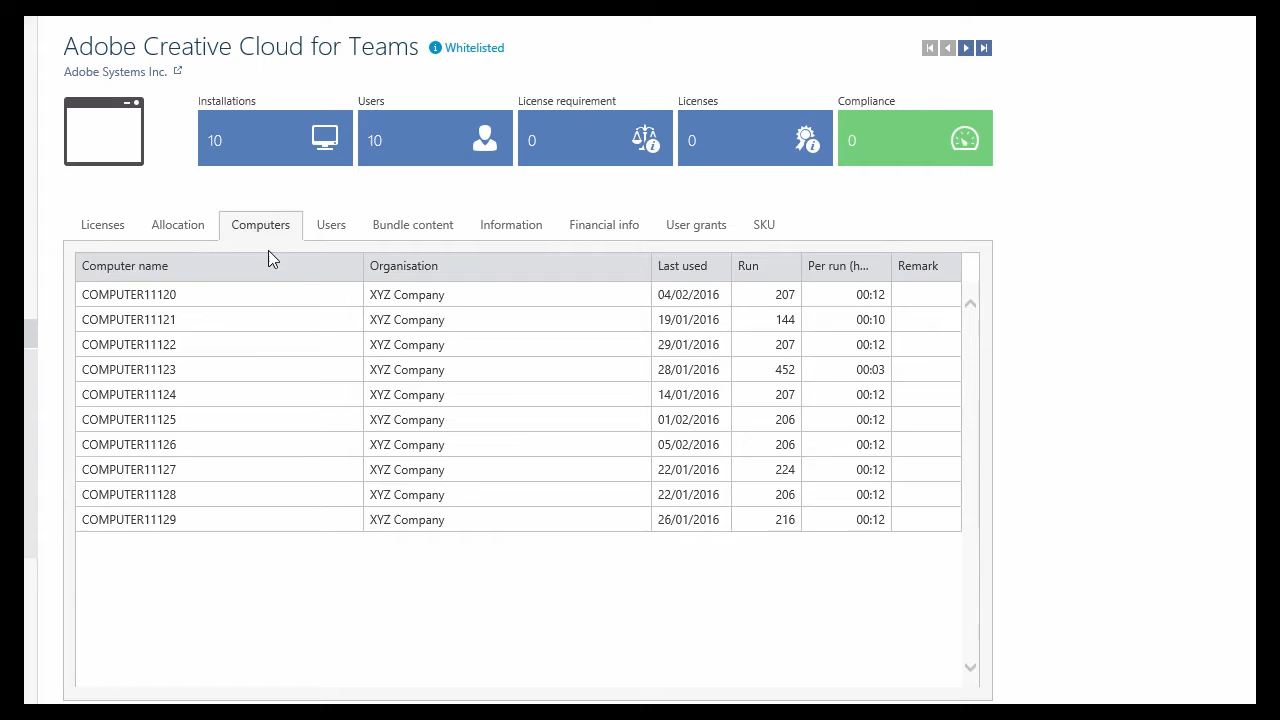 Adobe Creative Cloud for Teams Whitelisted
Adobe Systems Inc.
Installations Users License requirement Licenses Compliance
10 10 0 0 0
Licenses Allocation Computers Users Bundle content Information Financial info User grants SKU
Computer name Organisation Last used Run Per run (h... Remark
COMPUTER11120 XYZ Company 04/02/2016 207 00:12
COMPUTER11121 XYZ Company 19/01/2016 144 00:10
COMPUTER11122 XYZ Company 29/01/2016 207 00:12
COMPUTER11123 XYZ Company 28/01/2016 452 00:03
COMPUTER11124 XYZ Company 14/01/2016 207 00:12
COMPUTER11125 XYZ Company 01/02/2016 206 00:12
COMPUTER11126 XYZ Company 05/02/2016 206 00:12
COMPUTER11127 XYZ Company 22/01/2016 224 00:12
COMPUTER11128 XYZ Company 22/01/2016 206 00:12
COMPUTER11129 XYZ Company 26/01/2016 216 00:12